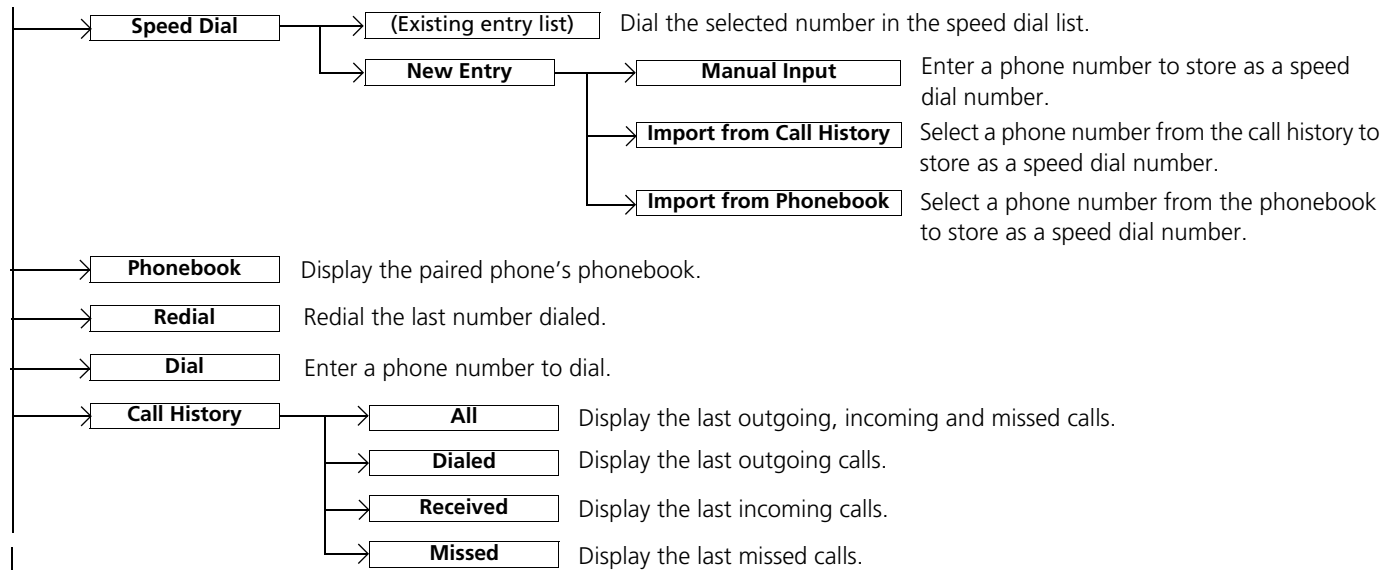 Speed Dial
(Existing entry list)
Dial the selected number in the speed dial list.
New Entry
Manual Input
Enter a phone number to store as a speed
dial number.
Import from Call History
Select a phone number from the call history to
store as a speed dial number.
Import from Phonebook
Select a phone number from the phonebook
to store as a speed dial number.
Phonebook
Display the paired phone’s phonebook.
Redial
Redial the last number dialed.
Dial
Enter a phone number to dial.
Call History
All
Display the last outgoing, incoming and missed calls.
Dialed
Display the last outgoing calls.
Received
Display the last incoming calls.
Missed
Display the last missed calls.